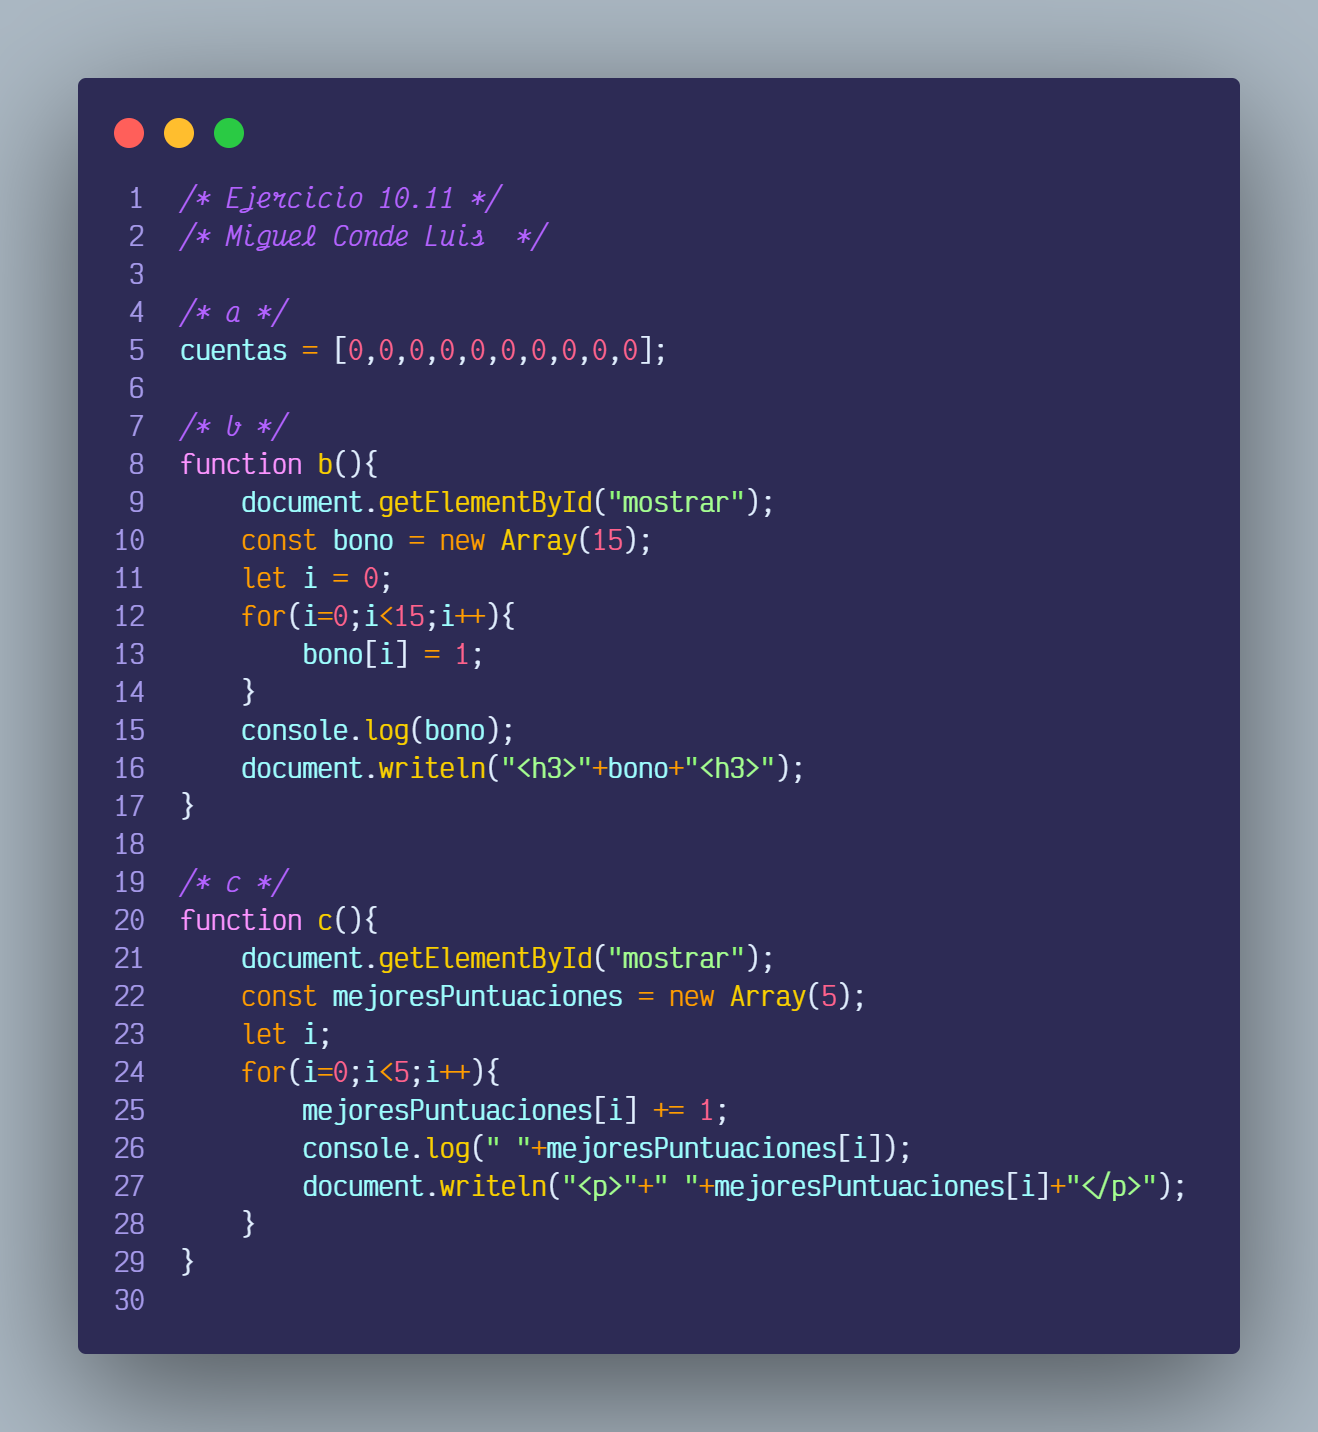 1 /* Ejercicio 10.11 */
2 /* Miguel Conde Luis  */
3
4 /* a */
5 cuentas = [0,0,0,0,0,0,0,0,0,0];
6
7 /* b */
8 function b(){
9     document.getElementById("mostrar");
10     const bono = new Array(15);
11     let i = 0;
12     for(i=0;i<15;i++){
13         bono[i] = 1;
14     }
15     console.log(bono);
16     document.writeln("<h3>"+bono+"<h3>");
17 }
18
19 /* c */
20 function c(){
21     document.getElementById("mostrar");
22     const mejoresPuntuaciones = new Array(5);
23     let i;
24     for(i=0;i<5;i++){
25         mejoresPuntuaciones[i] += 1;
26         console.log(" "+mejoresPuntuaciones[i]);
27         document.writeln("<p>"+" "+mejoresPuntuaciones[i]+"</p>");
28     }
29 }
30